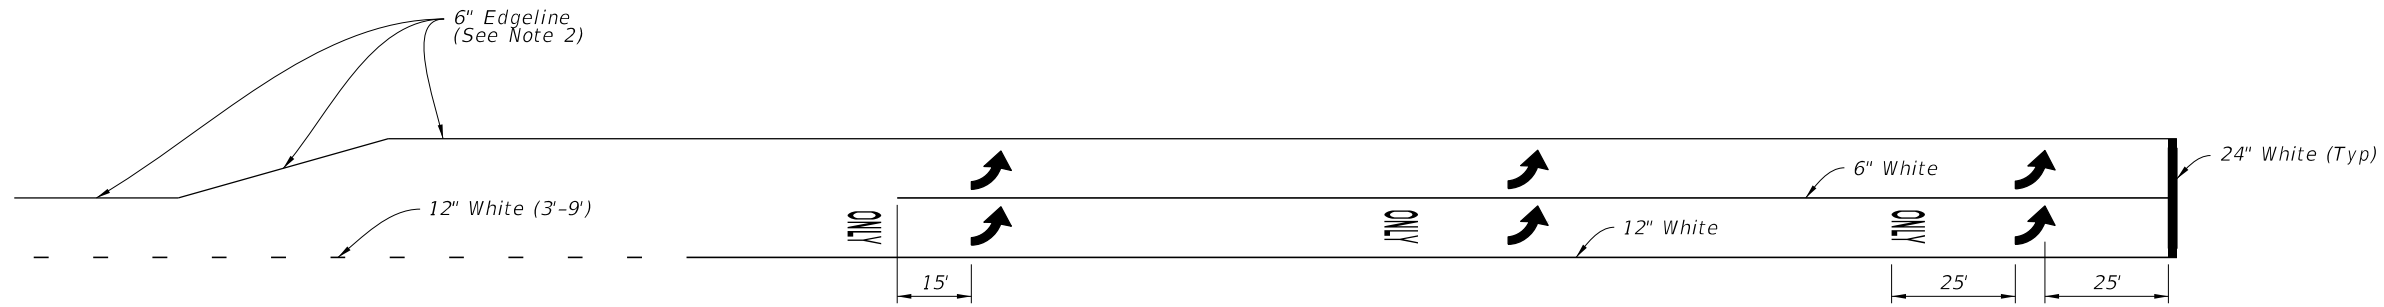 6" Edgeline
(See Note 2)
24" White (Typ)
6" White
12" White (3'-9')
12" White
ONLY
ONLY
ONLY
15'
25'
25'